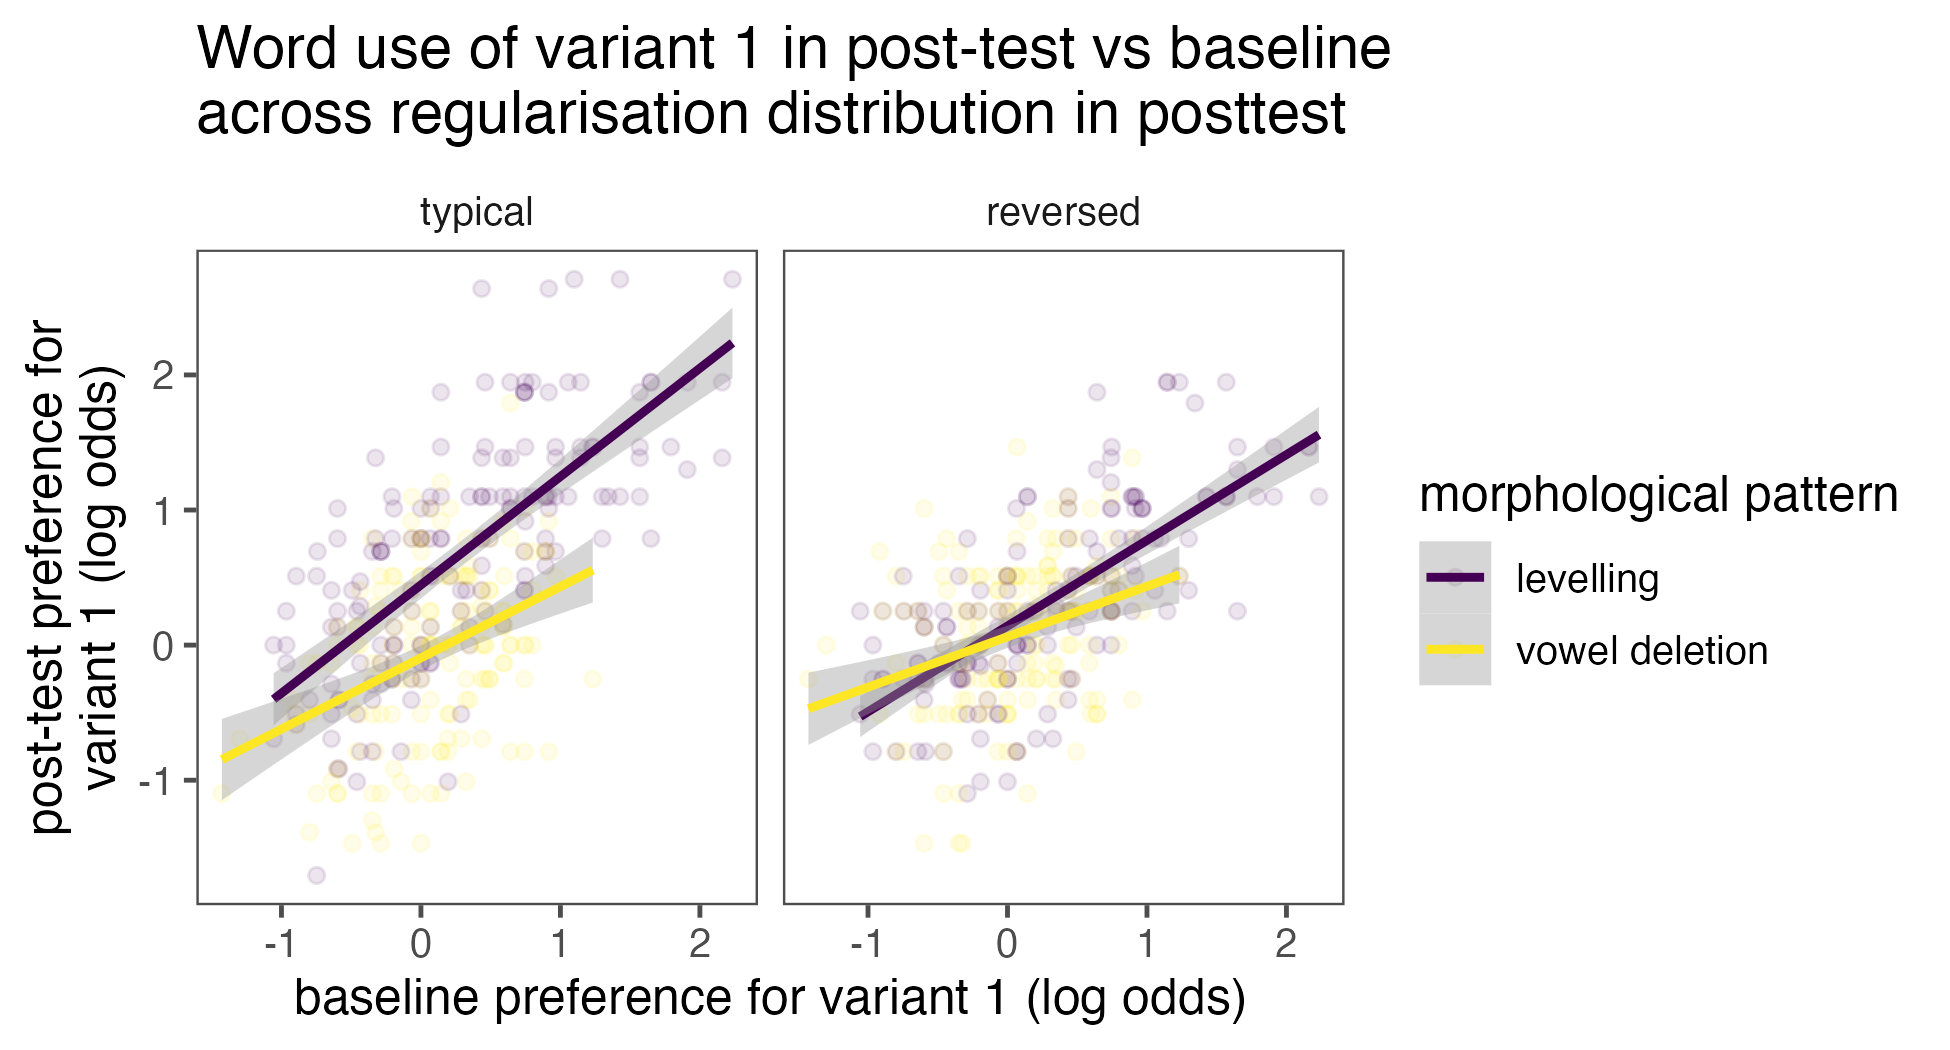 Word use of variant 1 in post-test vs baseline
across regularisation distribution in posttest
typical
reversed
post-test preference for
variant 1 (log odds)
2
1
0
-1
-1 0 1 2
-1 0 1 2
baseline preference for variant 1 (log odds)
morphological pattern
levelling
vowel deletion